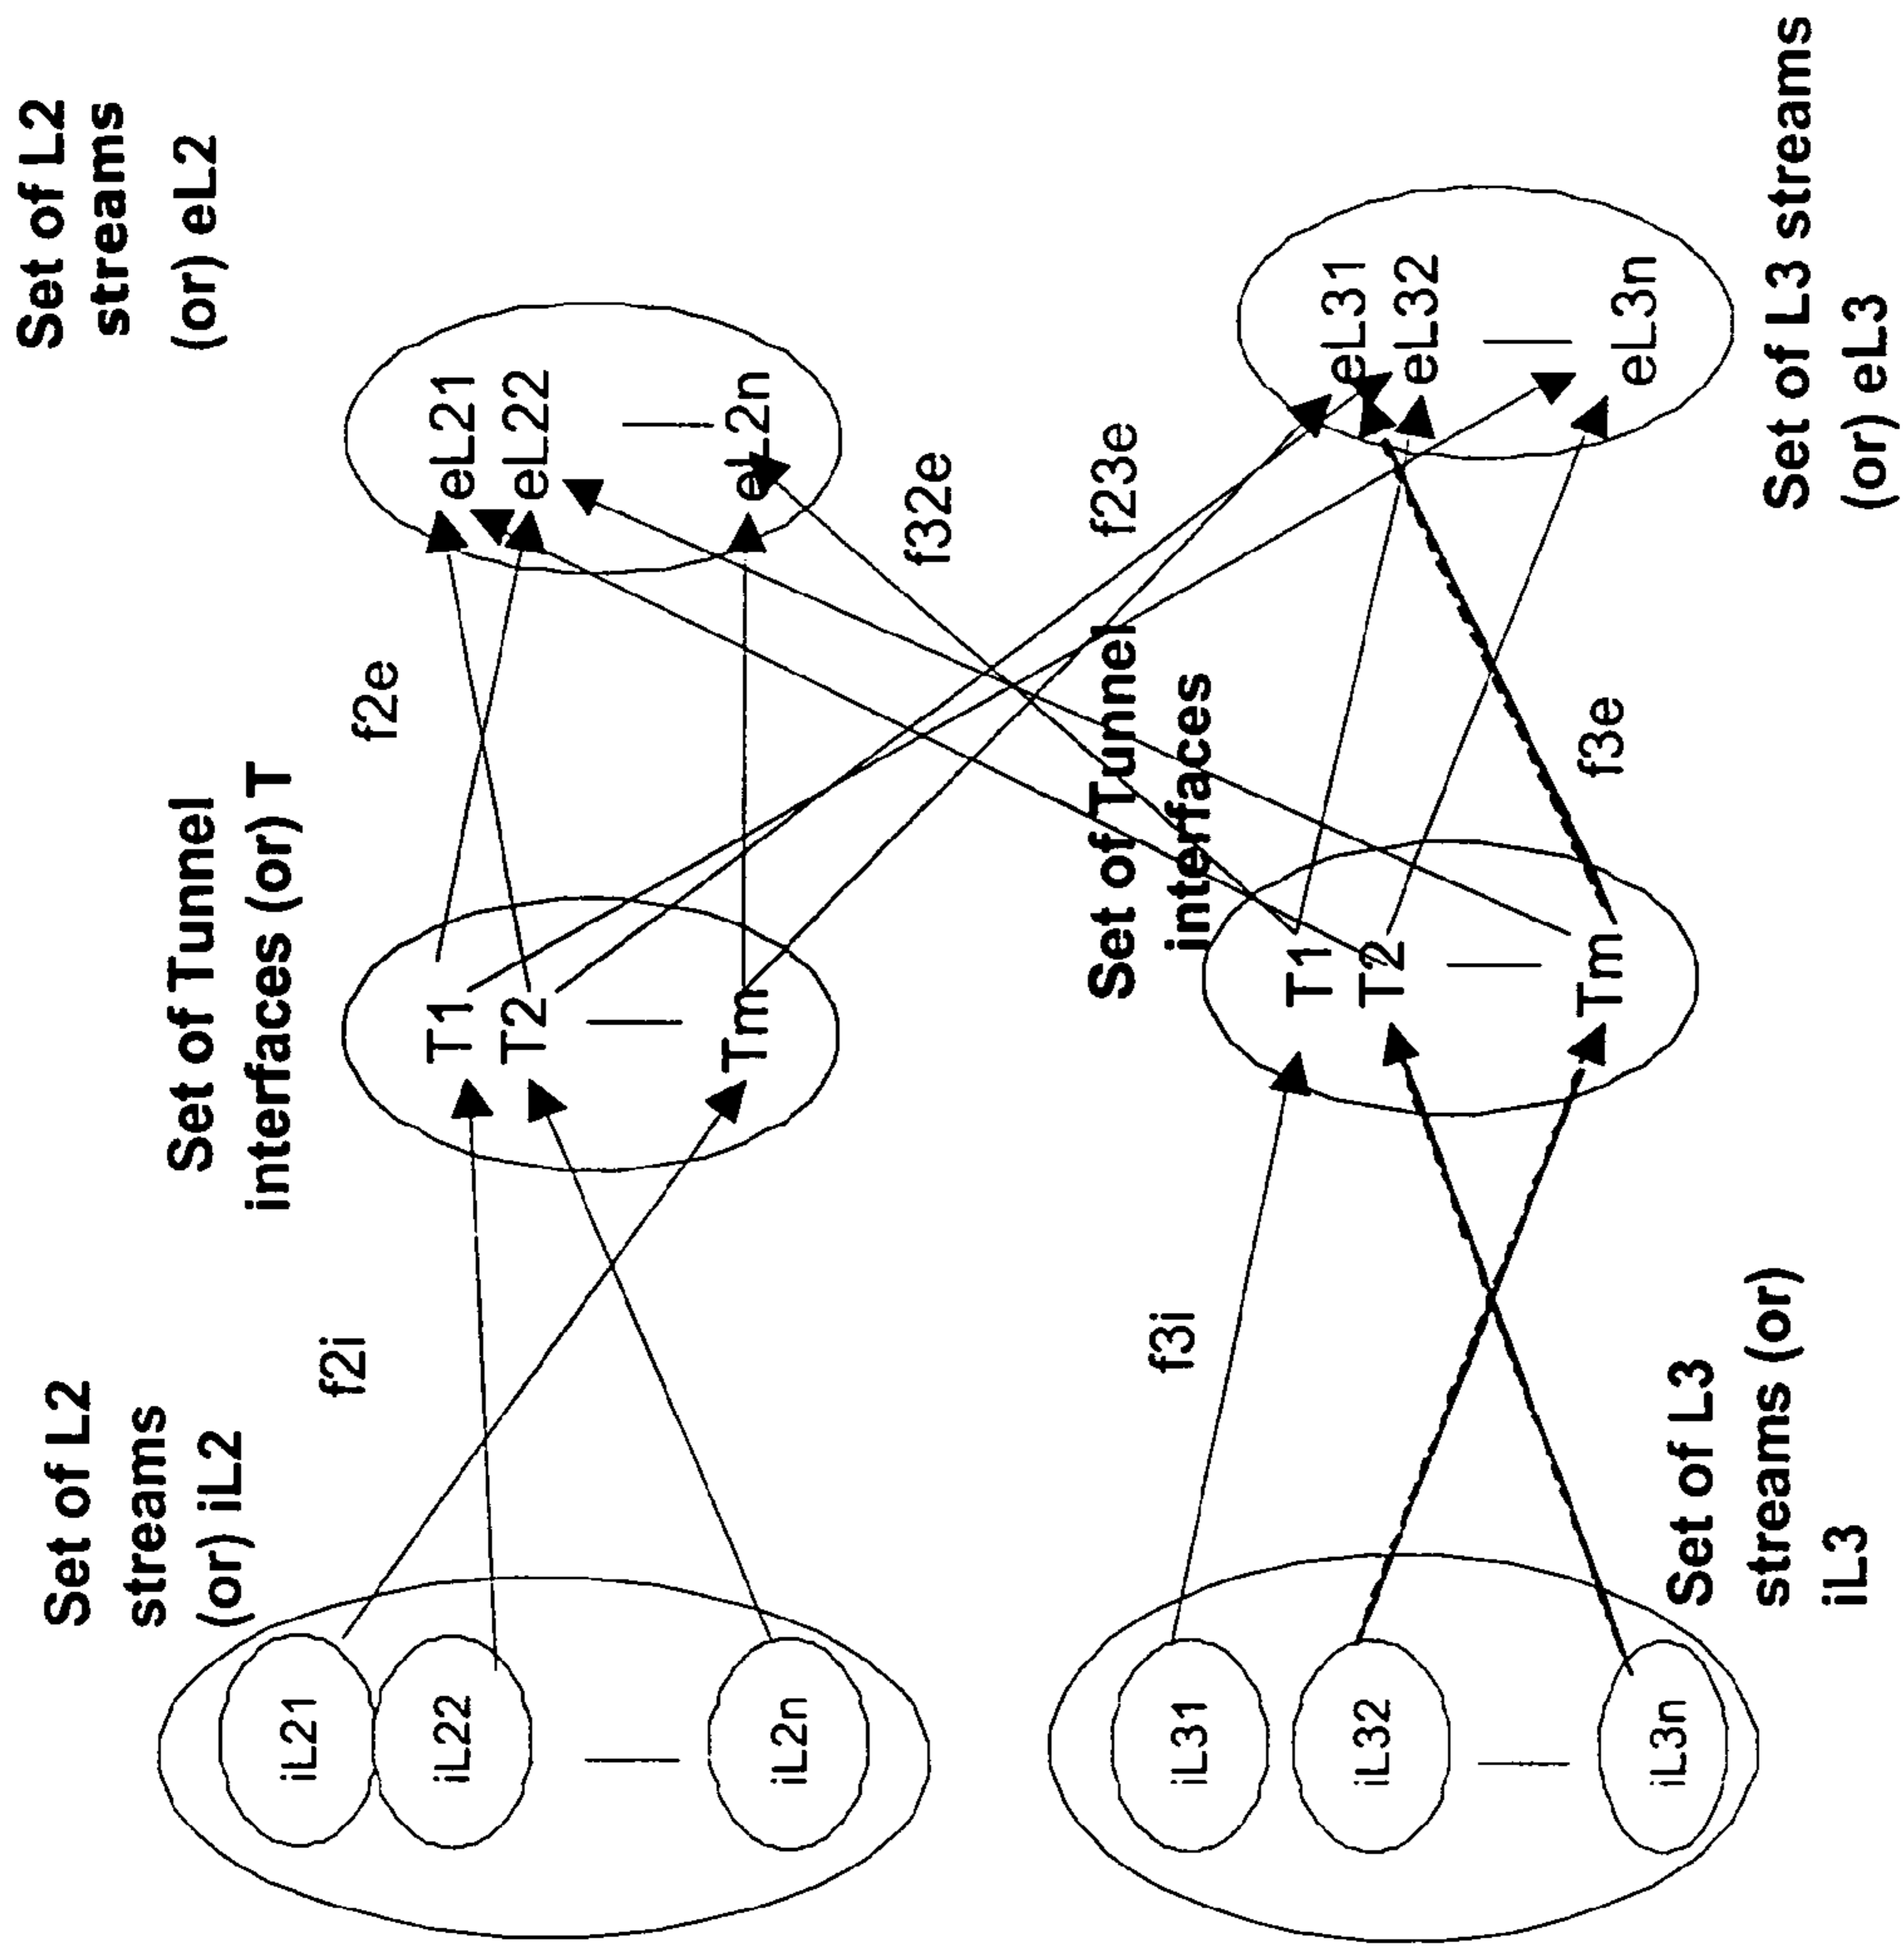 Set of L2
streams
(or) iL2
iL21
iL22
iL2n
f2i
Set of Tunnel
interfaces (or) T
T1
T2
Tm
f2e
Set of L2
streams
(or) eL2
eL21
eL22
eL2n
f32e
f23e
iL31
iL32
iL3n
Set of L3
streams (or)
iL3
f3i
Set of Tunnel
interfaces
T1
T2
Tm
f3e
eL31
eL32
eL3n
Set of L3 streams
(or) eL3